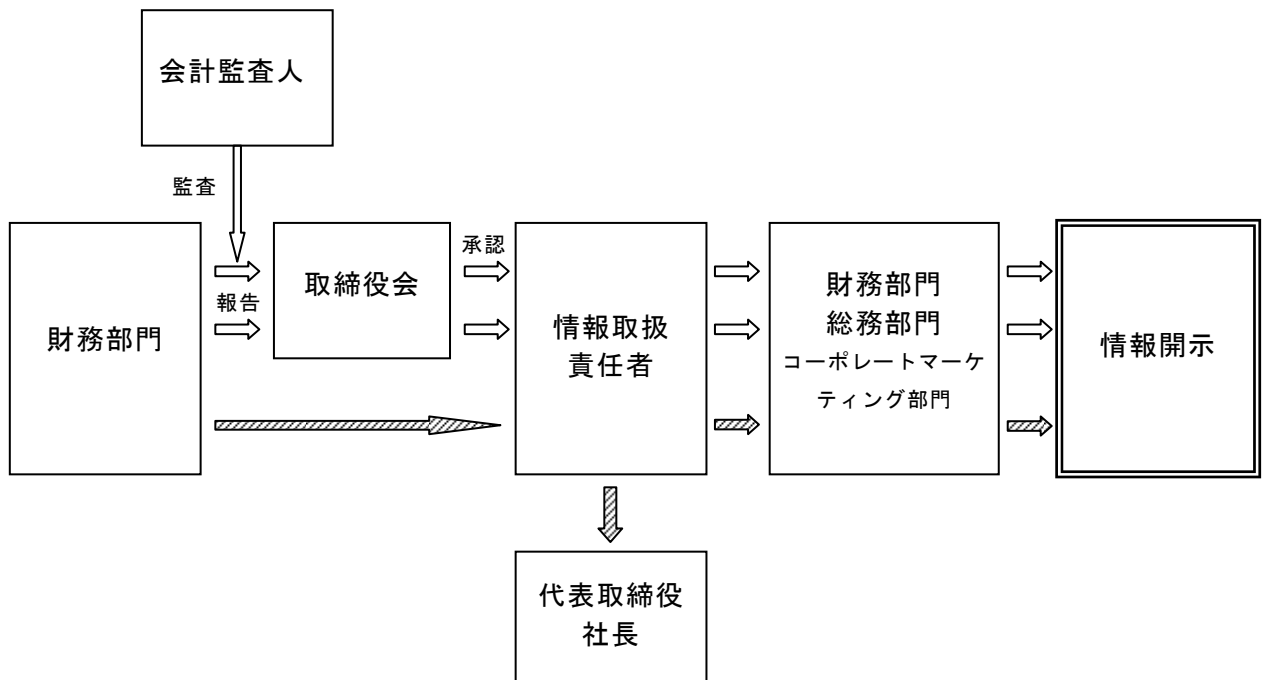 会計監査人
監査
財務部門
報告
取締役会
承認
情報取扱
責任者
財務部門
総務部門
コーポレートマーケ
ティング部門
情報開示
代表取締役
社長